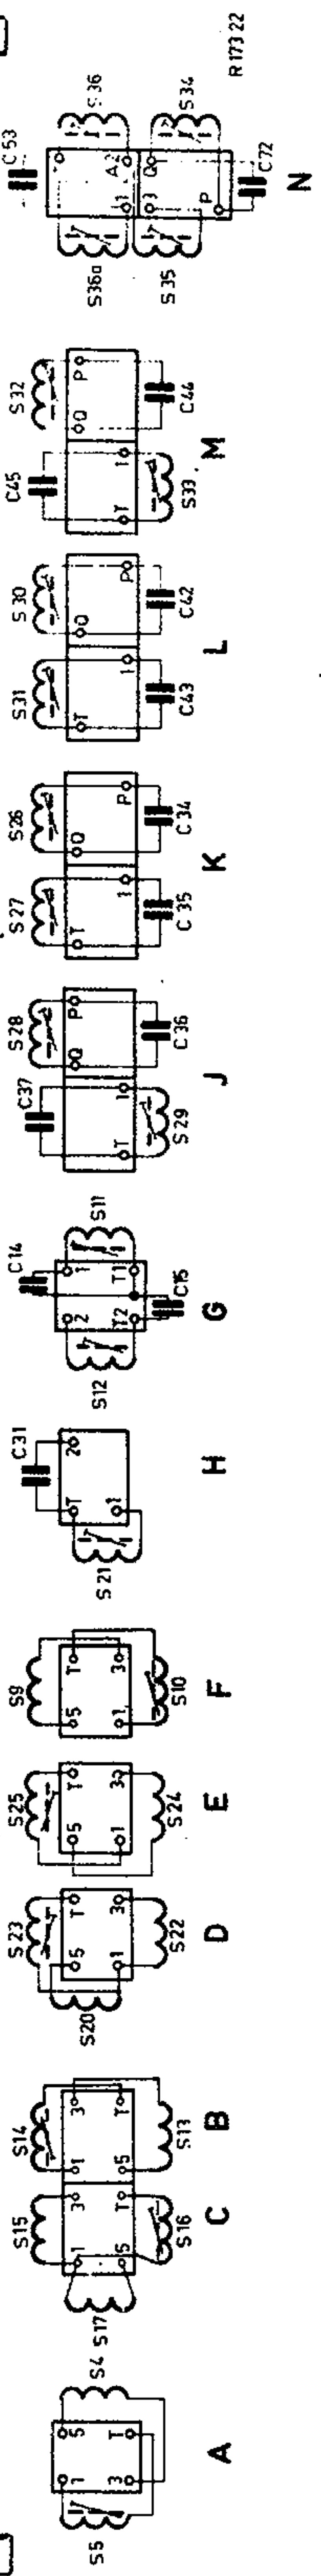 S5 S4
1 5
3 T
A
S17 S15
1 3
5 T
S16
C
S14
1 3
5 T
S13
B
S20 S23
5 T
1 3
S22
D
S25
5 T
1 3
S24
E
S9
5 T
1 3
S10
F
C31
T 2
S21 1
H
C14
2 1
S12 S11
T2 T1
C15
G
C37 S28
Q P
T 1
S29 C36
J
S27 S26
T Q
1 P
C35 C34
K
S31 S30
T Q
1 P
C43 C42
L
C45 S32
Q P
T 1
S33 C44
M
C53
S36a S36
1 A2
3 Q
S35 S34
P
C72
N
R173 22